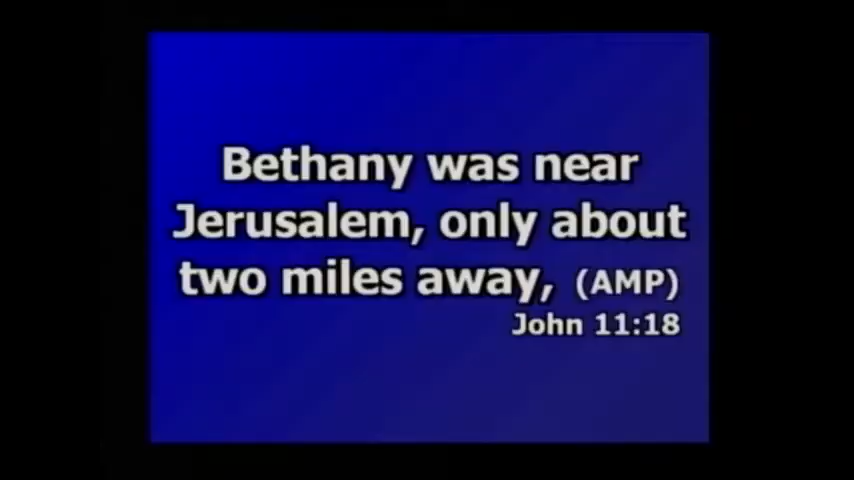 Bethany was near
Jerusalem, only about
two miles away, (AMP)
John 11:18